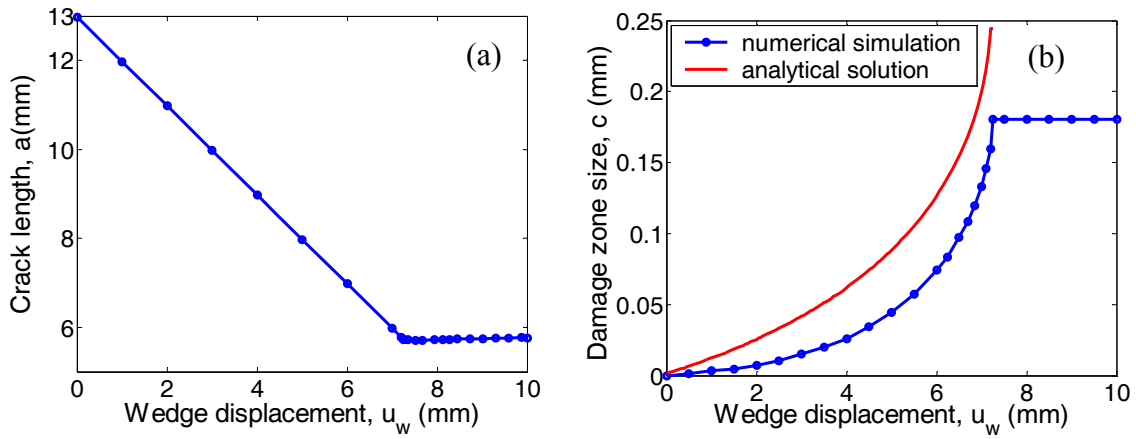 (a)
Crack length, a(mm)
13
12
10
8
6
0
2
4
6
8
10
Wedge displacement, u_w (mm)
(b)
numerical simulation
analytical solution
Damage zone size, c (mm)
0.25
0.2
0.15
0.1
0.05
0
0
2
4
6
8
10
Wedge displacement, u_w (mm)